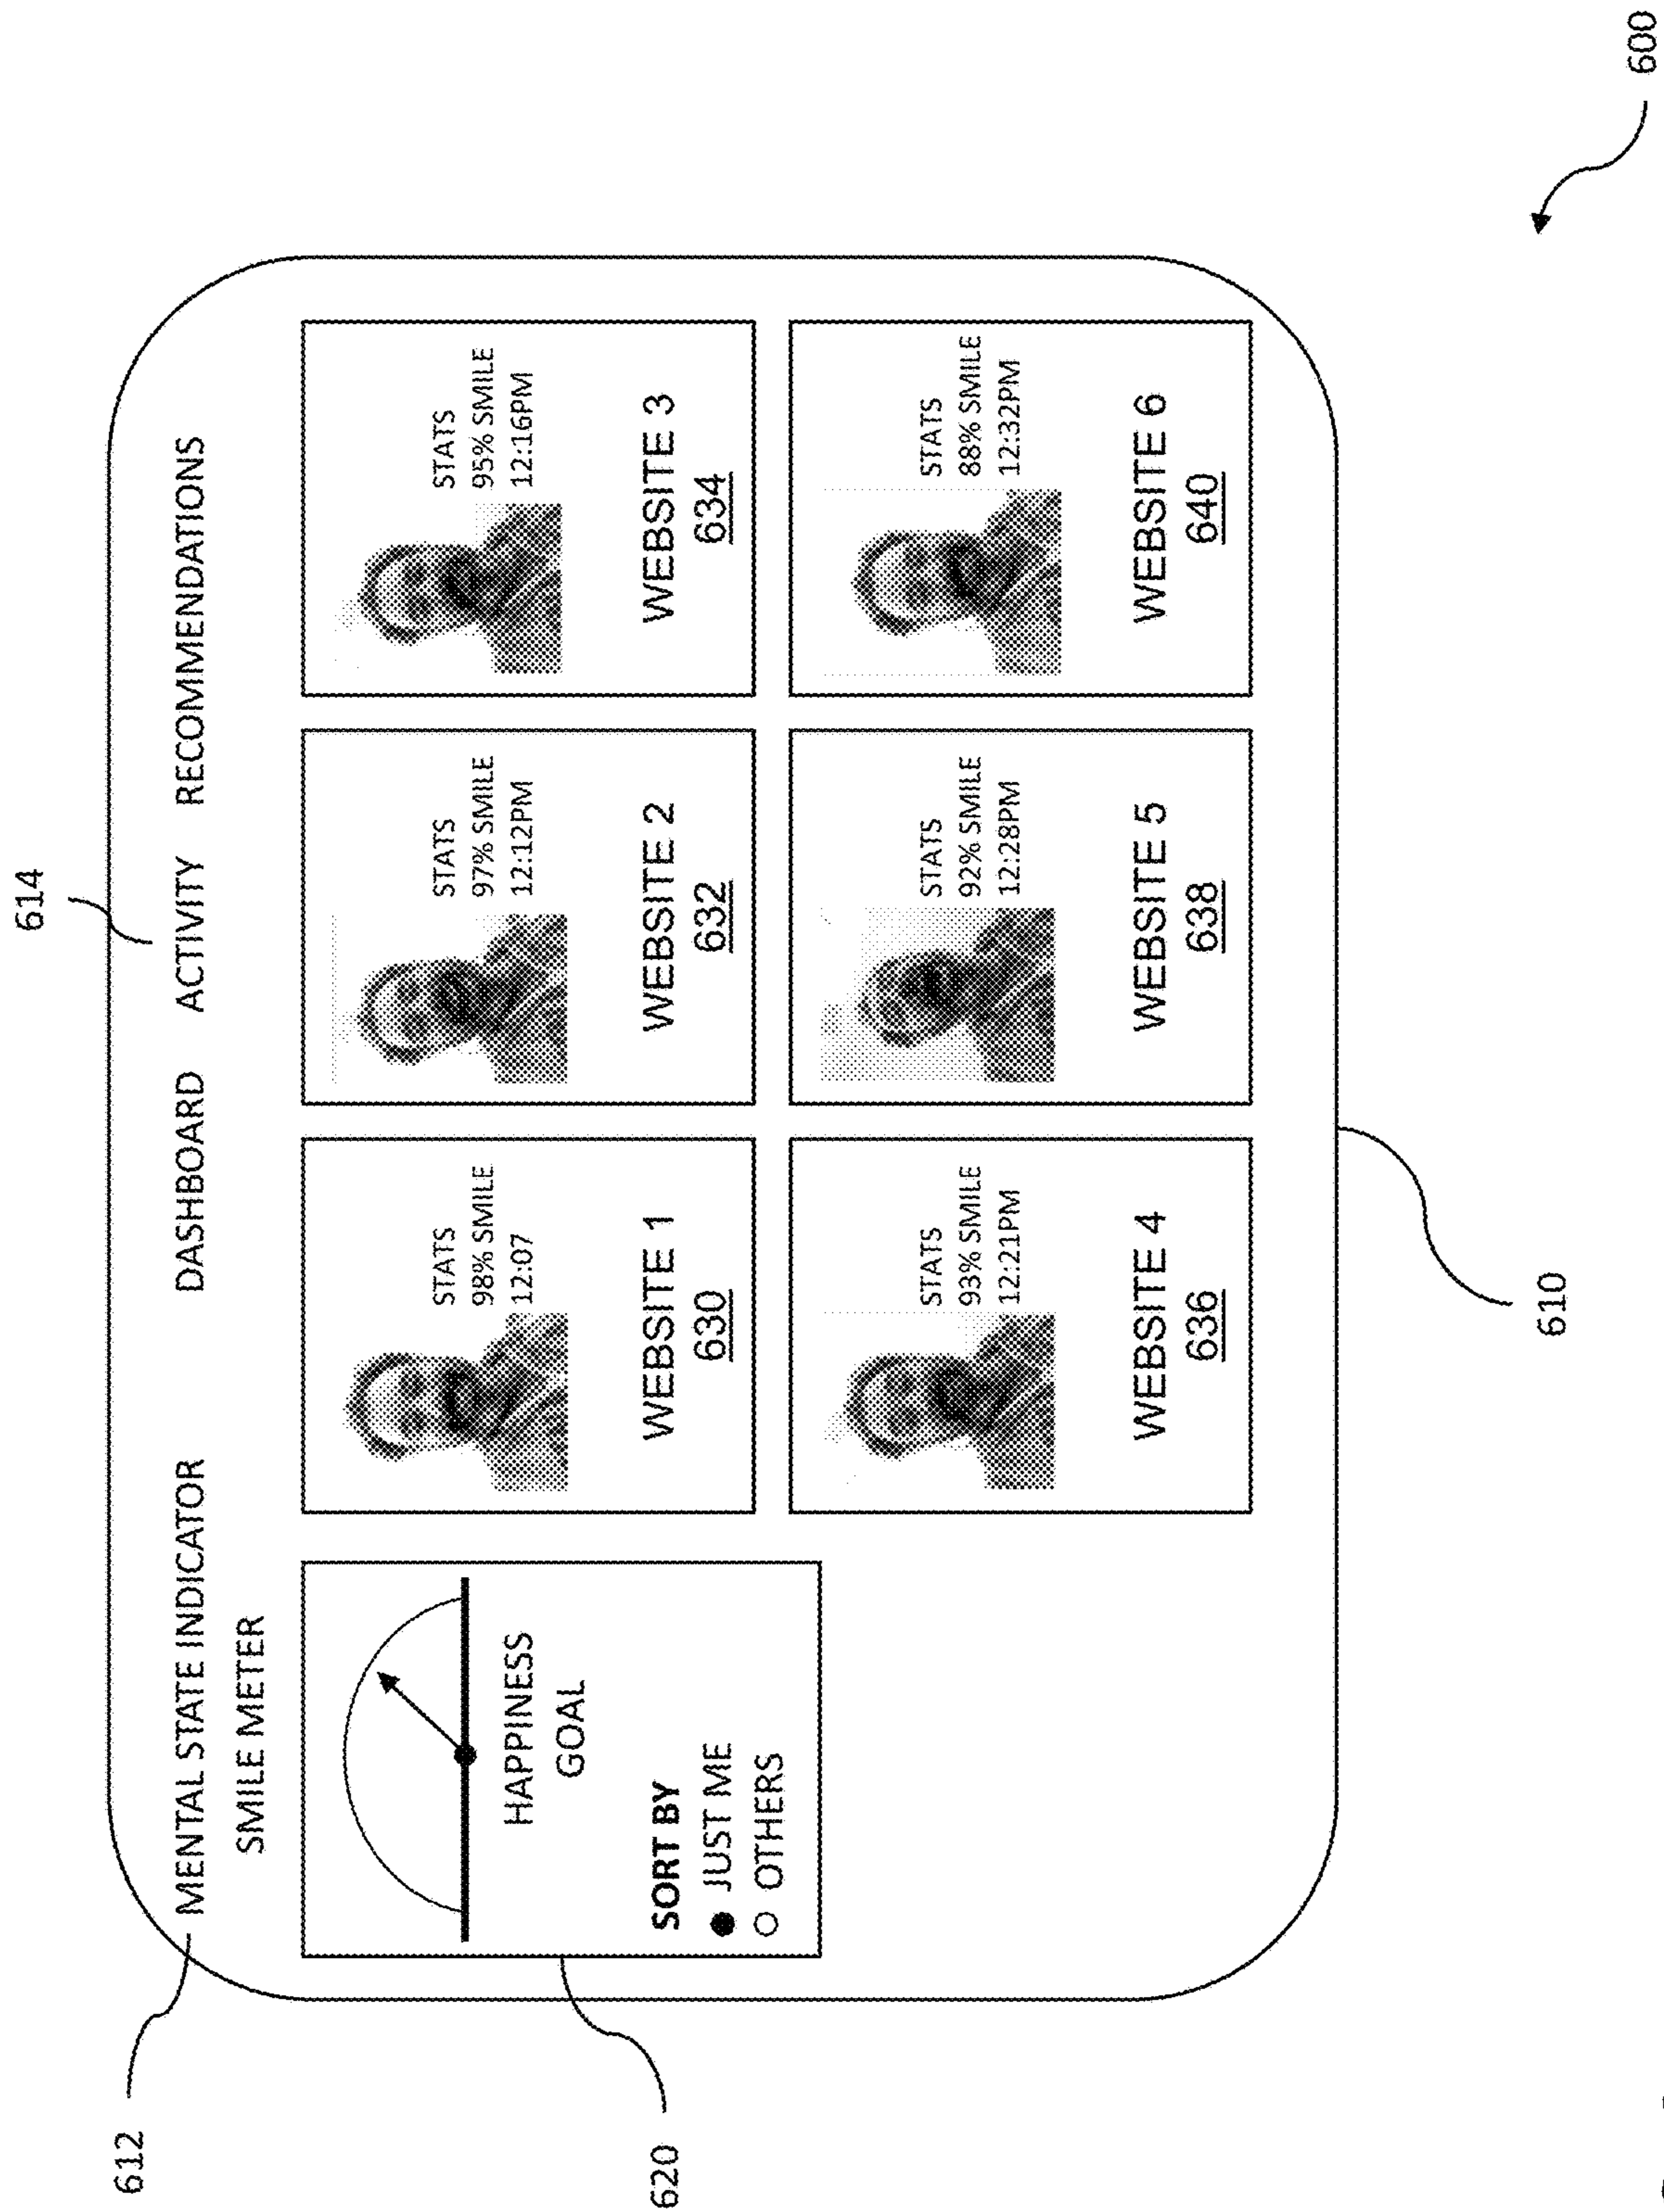 614
612
MENTAL STATE INDICATOR DASHBOARD ACTIVITY RECOMMENDATIONS
SMILE METER
HAPPINESS
GOAL
SORT BY
JUST ME
OTHERS
620
STATS
98% SMILE
12:07
WEBSITE 1
630
STATS
97% SMILE
12:12PM
WEBSITE 2
632
STATS
95% SMILE
12:16PM
WEBSITE 3
634
STATS
93% SMILE
12:21PM
WEBSITE 4
636
STATS
92% SMILE
12:28PM
WEBSITE 5
638
STATS
88% SMILE
12:32PM
WEBSITE 6
640
610
600